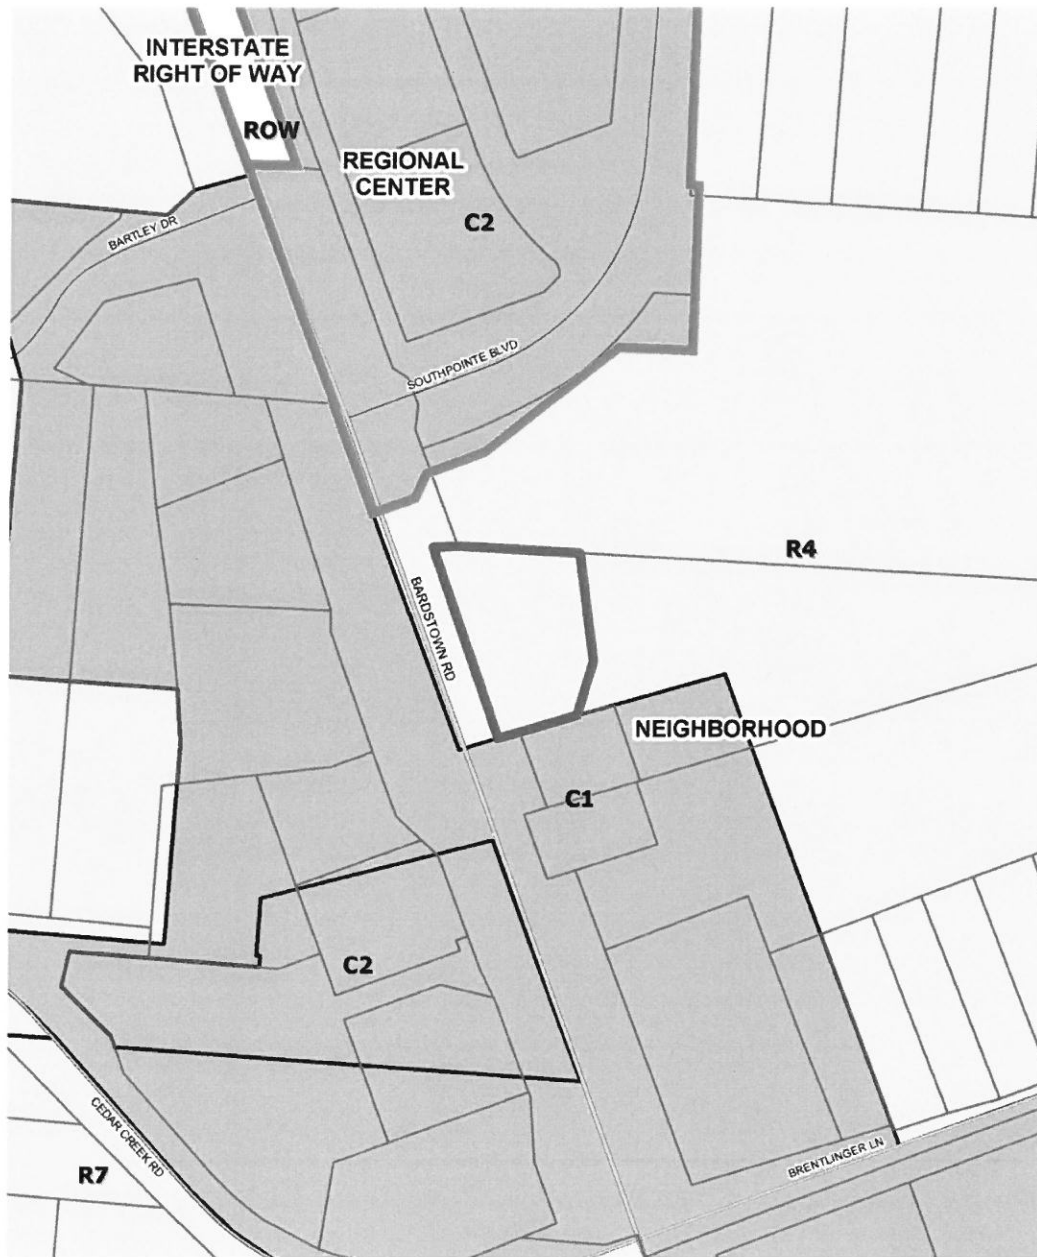 INTERSTATE
RIGHT OF WAY
ROW
REGIONAL
CENTER
C2
BARTLEY DR
SOUTHPOINTE BLVD
R4
BARDSTOWN RD
NEIGHBORHOOD
C1
C2
CEDAR CREEK RD
BRENTLINGER LN
R7